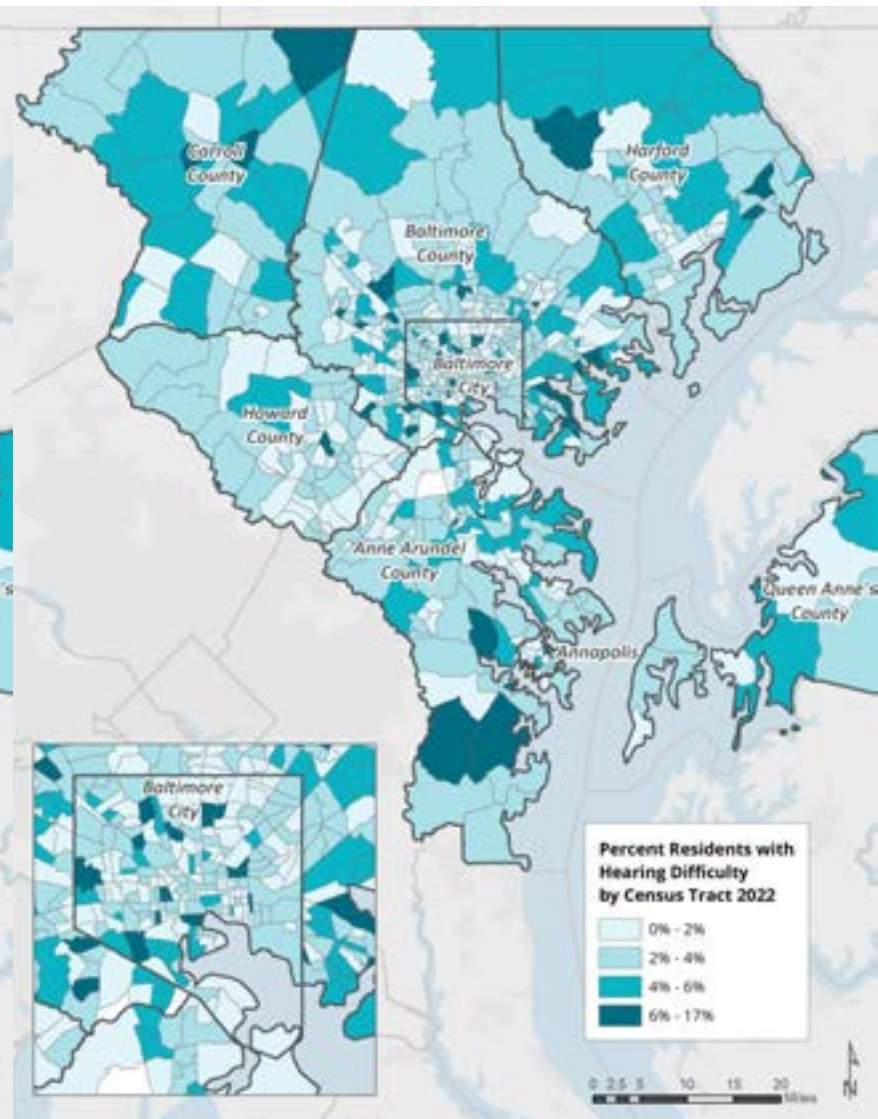 Carroll
County
Harford
County
Baltimore
County
Baltimore
City
Howard
County
Anne Arundel
County
Queen Anne's
County
s
Annapolis
Baltimore
City
Percent Residents with
Hearing Difficulty
by Census Tract 2022
0% - 2%
2% - 4%
4% - 6%
6% - 17%
0 2.5 5 10 15 20
Miles
N